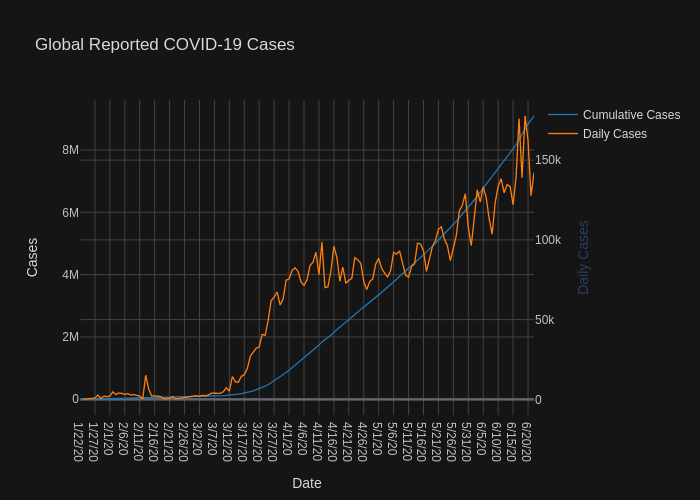 Global Reported COVID-19 Cases
Cumulative Cases
Daily Cases
8M
6M
4M
2M
0
150k
100k
50k
0
Cases
Daily Cases
1/22/20
1/27/20
2/1/20
2/6/20
2/11/20
2/16/20
2/21/20
2/26/20
3/2/20
3/7/20
3/12/20
3/17/20
3/22/20
3/27/20
4/1/20
4/6/20
4/11/20
4/16/20
4/21/20
4/26/20
5/1/20
5/6/20
5/11/20
5/16/20
5/21/20
5/26/20
5/31/20
6/5/20
6/10/20
6/15/20
6/20/20
Date